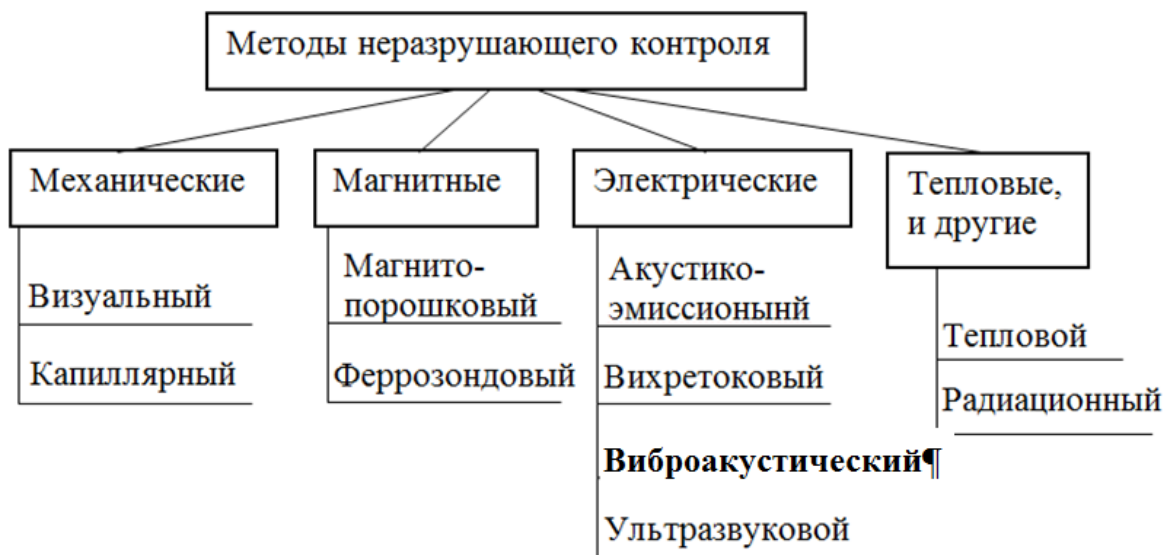 Методы неразрушающего контроля
Механические
Визуальный
Капиллярный
Магнитные
Магнито-
порошковый
Феррозондовый
Электрические
Акустико-
эмиссионынй
Вихретоковый
Виброакустический¶
Ультразвуковой
Тепловые,
и другие
Тепловой
Радиационный